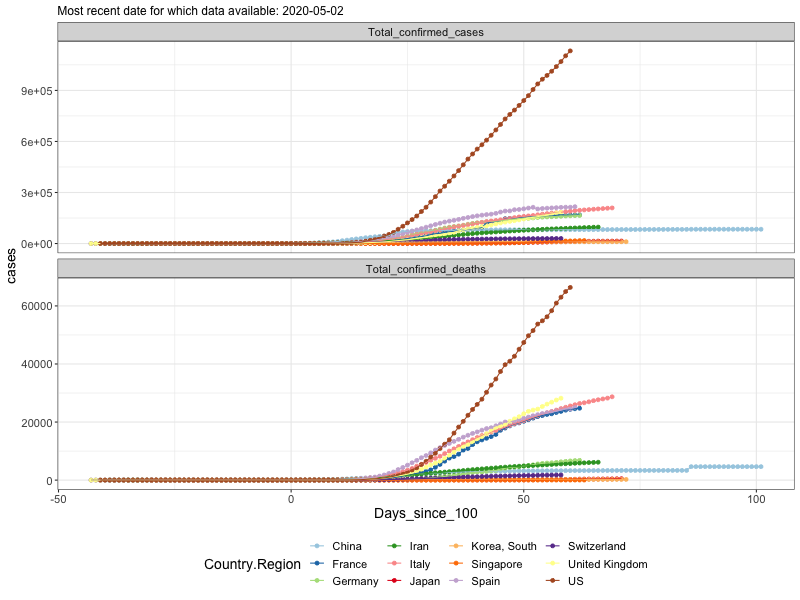 Most recent date for which data available: 2020-05-02
Total_confirmed_cases
9e+05
6e+05
3e+05
0e+00
cases
Total_confirmed_deaths
60000
40000
20000
0
-50 0 50 100
Days_since_100
Country.Region
China Iran Korea, South Switzerland
France Italy Singapore United Kingdom
Germany Japan Spain US